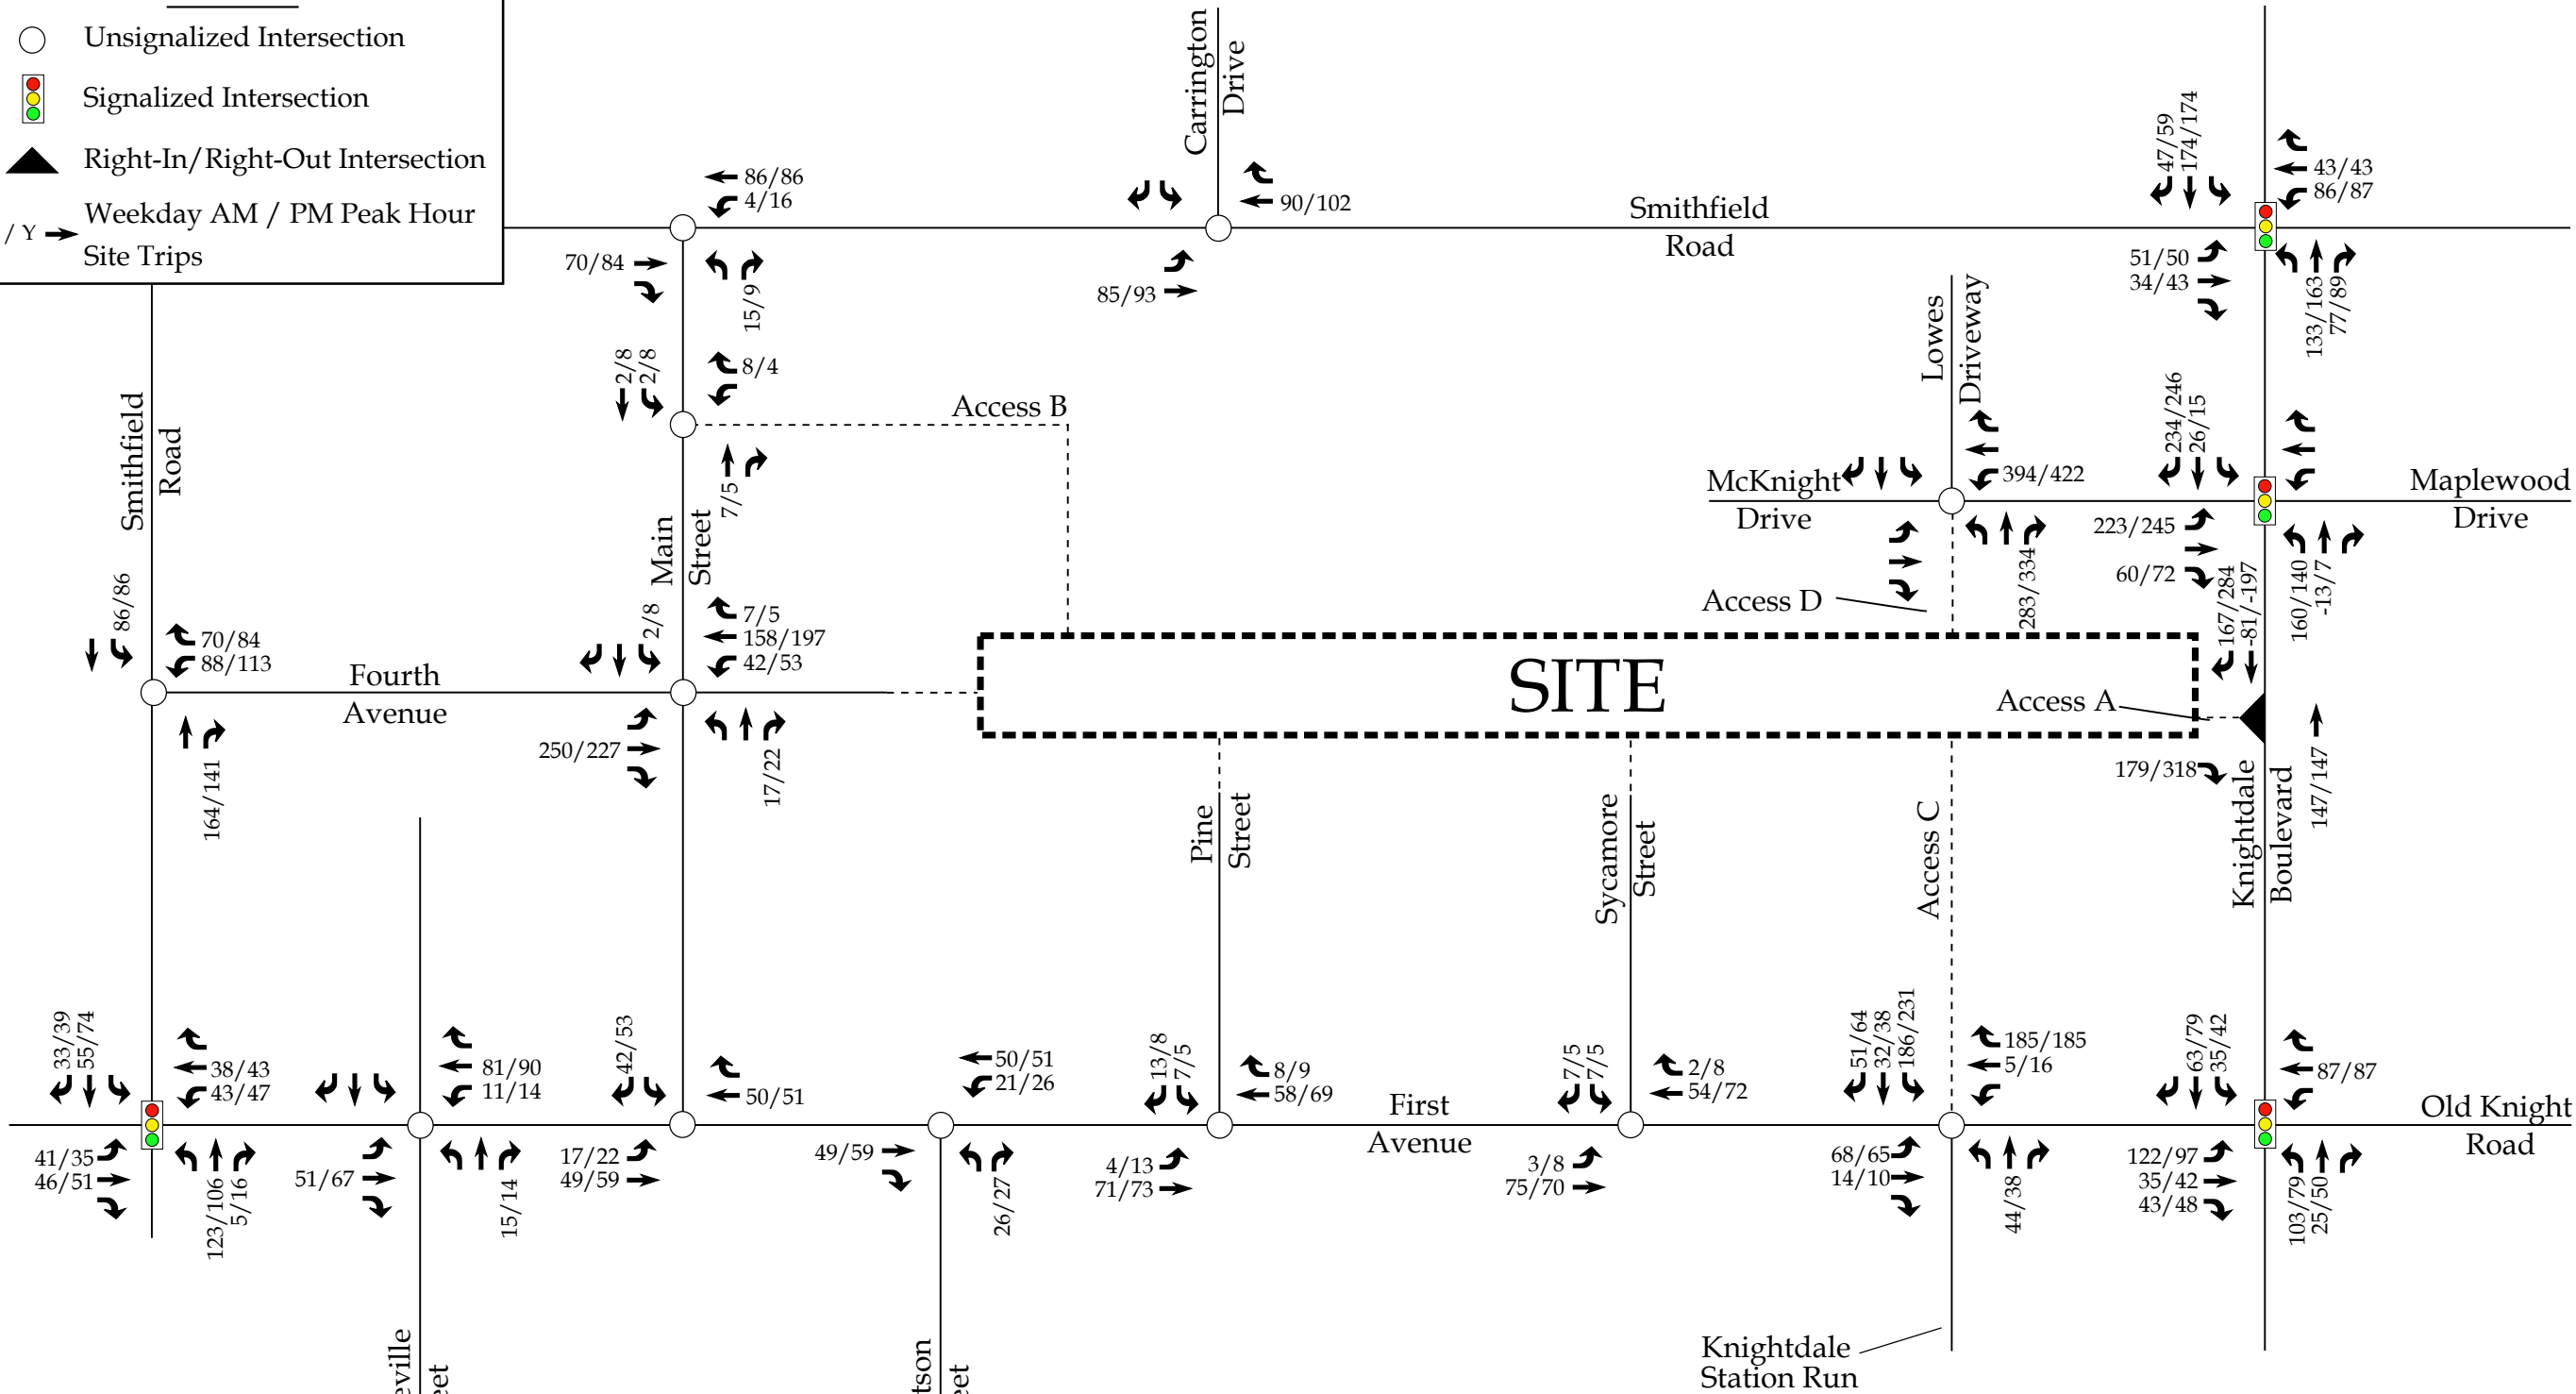 Unsignalized Intersection
Signalized Intersection
Right-In/Right-Out Intersection
/ Y
Weekday AM / PM Peak Hour
Site Trips
Carrington
Drive
47/59
174/174
43/43
86/87
86/86
4/16
90/102
Smithfield
Road
70/84
15/9
85/93
51/50
34/43
133/163
77/89
2/8
2/8
8/4
Access B
7/5
Lowes
Driveway
234/246
26/15
394/422
McKnight
Drive
Maplewood
Drive
223/245
60/72
283/334
160/140
-13/7
Access D
167/284
-81/-197
Smithfield
Road
Main
Street
86/86
70/84
88/113
Fourth
Avenue
164/141
2/8
7/5
158/197
42/53
250/227
17/22
SITE
Access A
179/318
147/147
Knightdale
Boulevard
Pine
Street
Sycamore
Street
Access C
33/39
55/74
38/43
43/47
41/35
46/51
123/106
5/16
81/90
11/14
51/67
15/14
42/53
50/51
17/22
49/59
50/51
21/26
49/59
26/27
13/8
7/5
8/9
58/69
4/13
71/73
First
Avenue
7/5
7/5
2/8
54/72
3/8
75/70
51/64
32/38
186/231
185/185
5/16
68/65
14/10
44/38
63/79
35/42
87/87
Old Knight
Road
122/97
35/42
43/48
103/79
25/50
eville
eet
tson
eet
Knightdale
Station Run